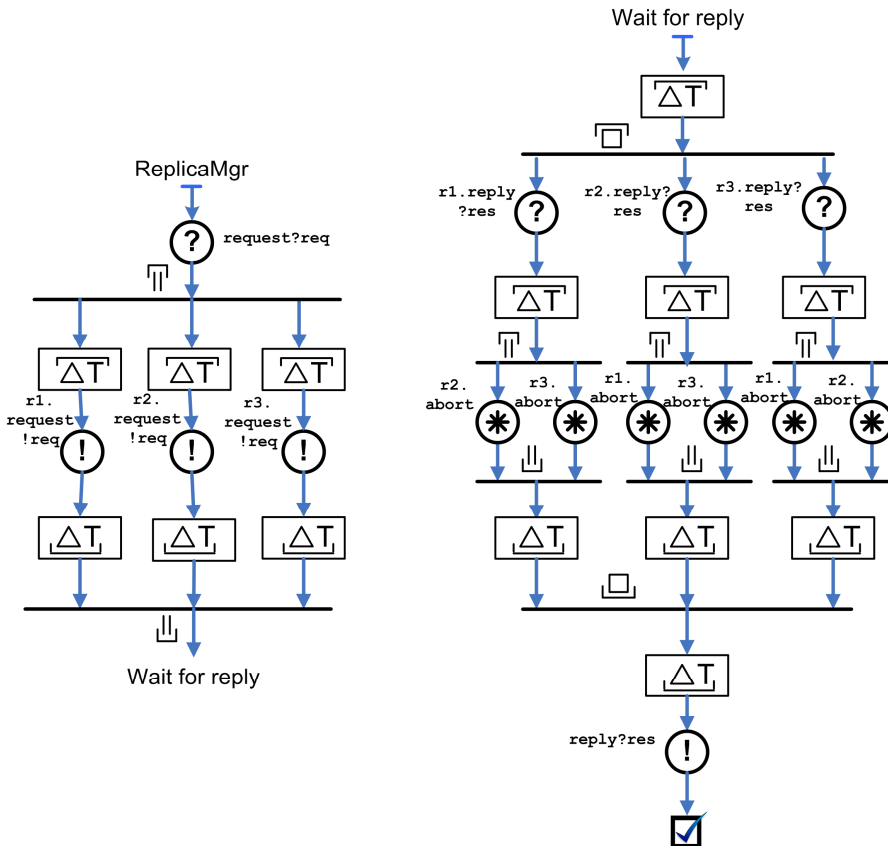 ReplicaMgr
?
request?req
△T △T △T
r1.
request
!req
r2.
request
!req
r3.
request
!req
! ! !
△T △T △T
Wait for reply
Wait for reply
△T
r1.reply
?res
r2.reply?
res
r3.reply?
res
? ? ?
△T △T △T
r2.
abort
r3.
abort
r1.
abort
r3.
abort
r1.
abort
r2.
abort
△T △T △T
△T
reply?res
!